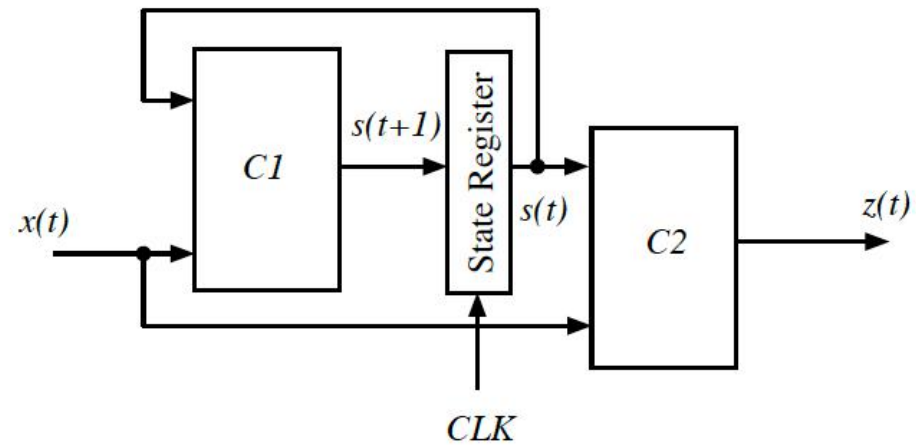 C1
s(t+1)
State Register
s(t)
x(t)
C2
z(t)
CLK